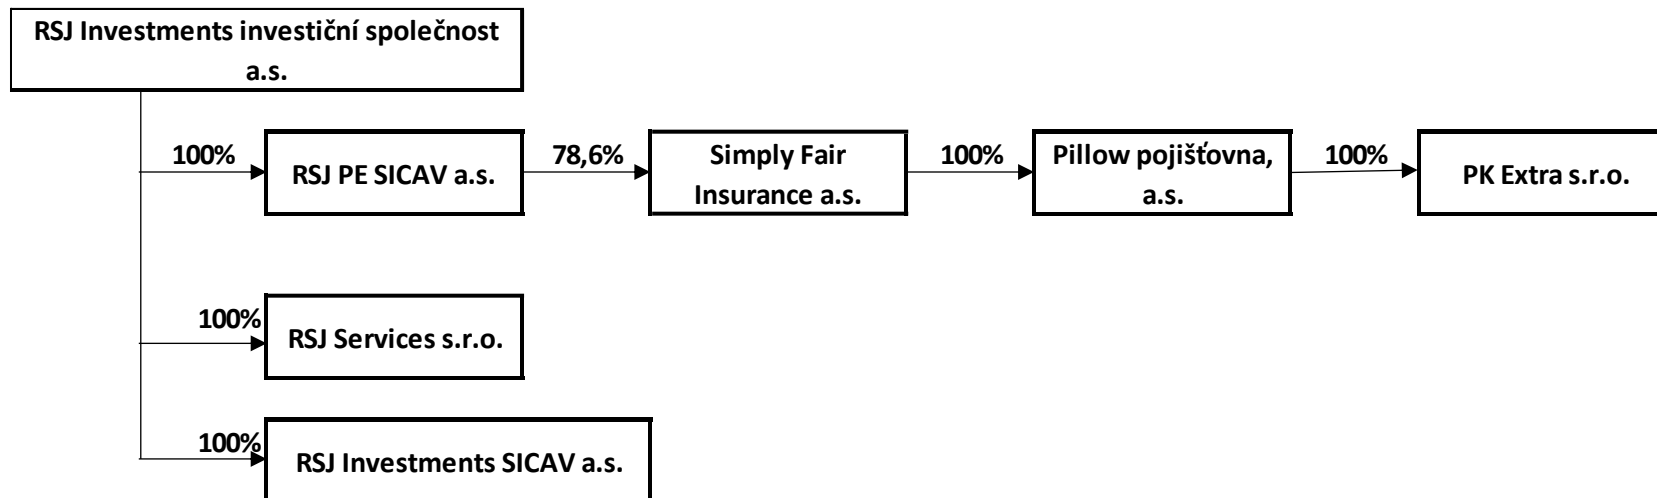 RSJ Investments investiční společnost
a.s.
100%
RSJ PE SICAV a.s.
78,6%
Simply Fair
Insurance a.s.
100%
Pillow pojišťovna,
a.s.
100%
PK Extra s.r.o.
100%
RSJ Services s.r.o.
100%
RSJ Investments SICAV a.s.